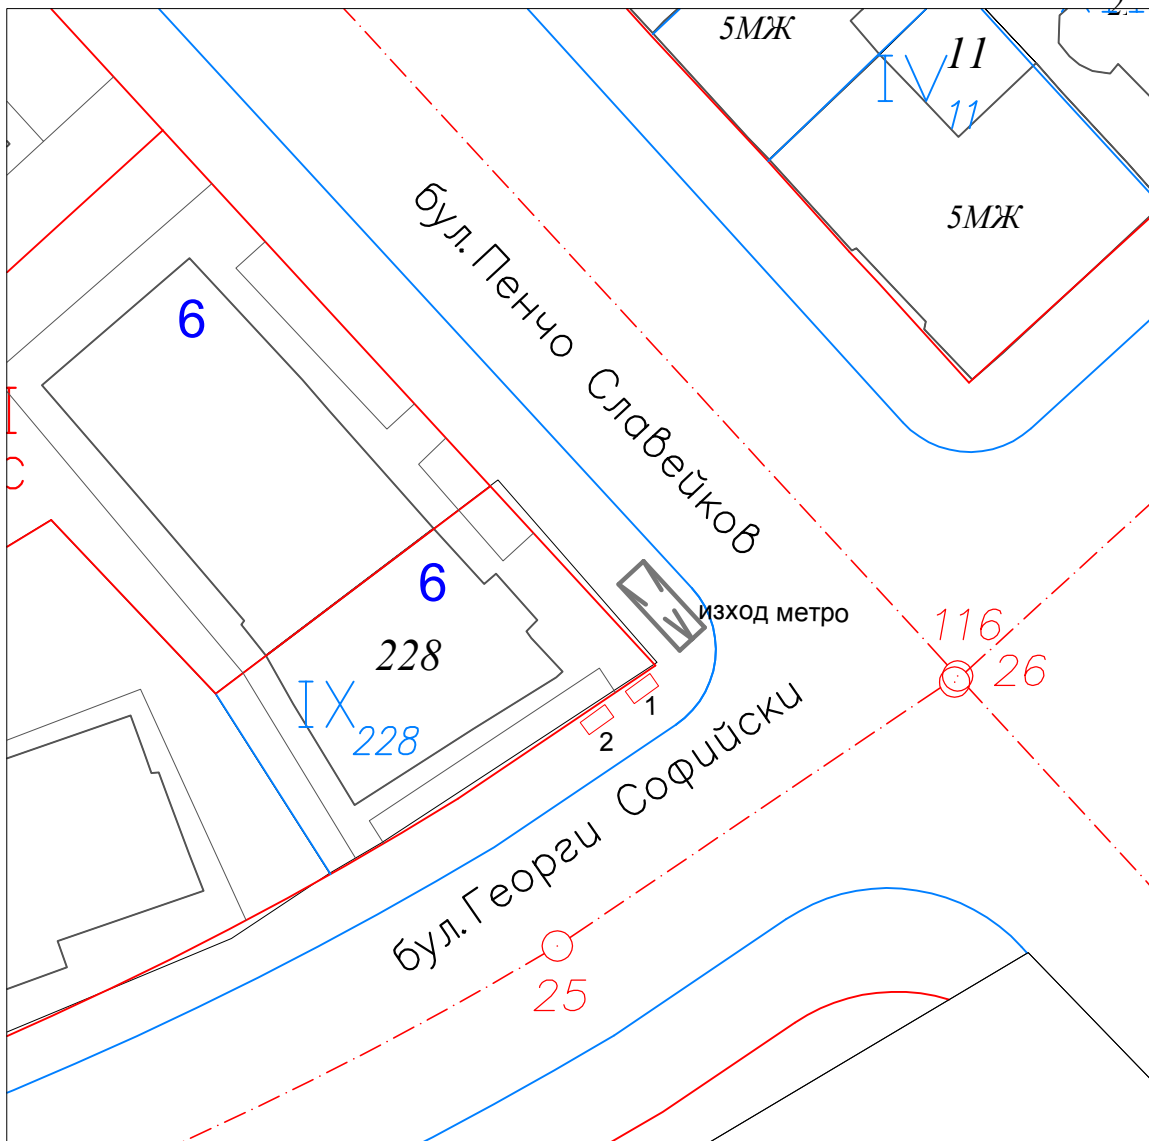 5МЖ
11
V
11
5МЖ
бул. Пенчо Славейков
6
I
С
6
228
IX
228
изход метро
116
26
1
2
бул. Георги Софийски
25